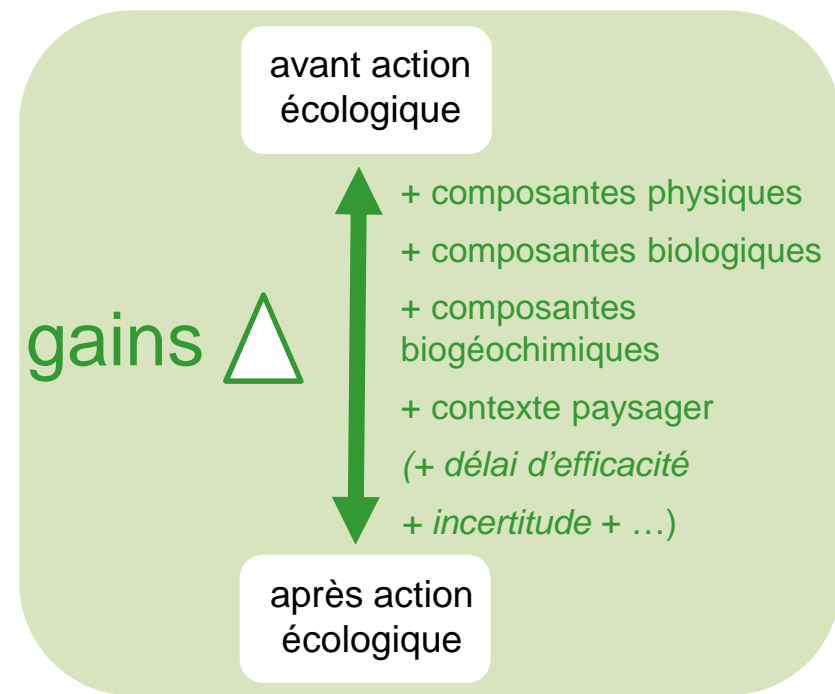 avant action
écologique
+ composantes physiques
+ composantes biologiques
+ composantes
biogéochimiques
gains
+ contexte paysager
(+ délai d'efficacité
+ incertitude + …)
après action
écologique